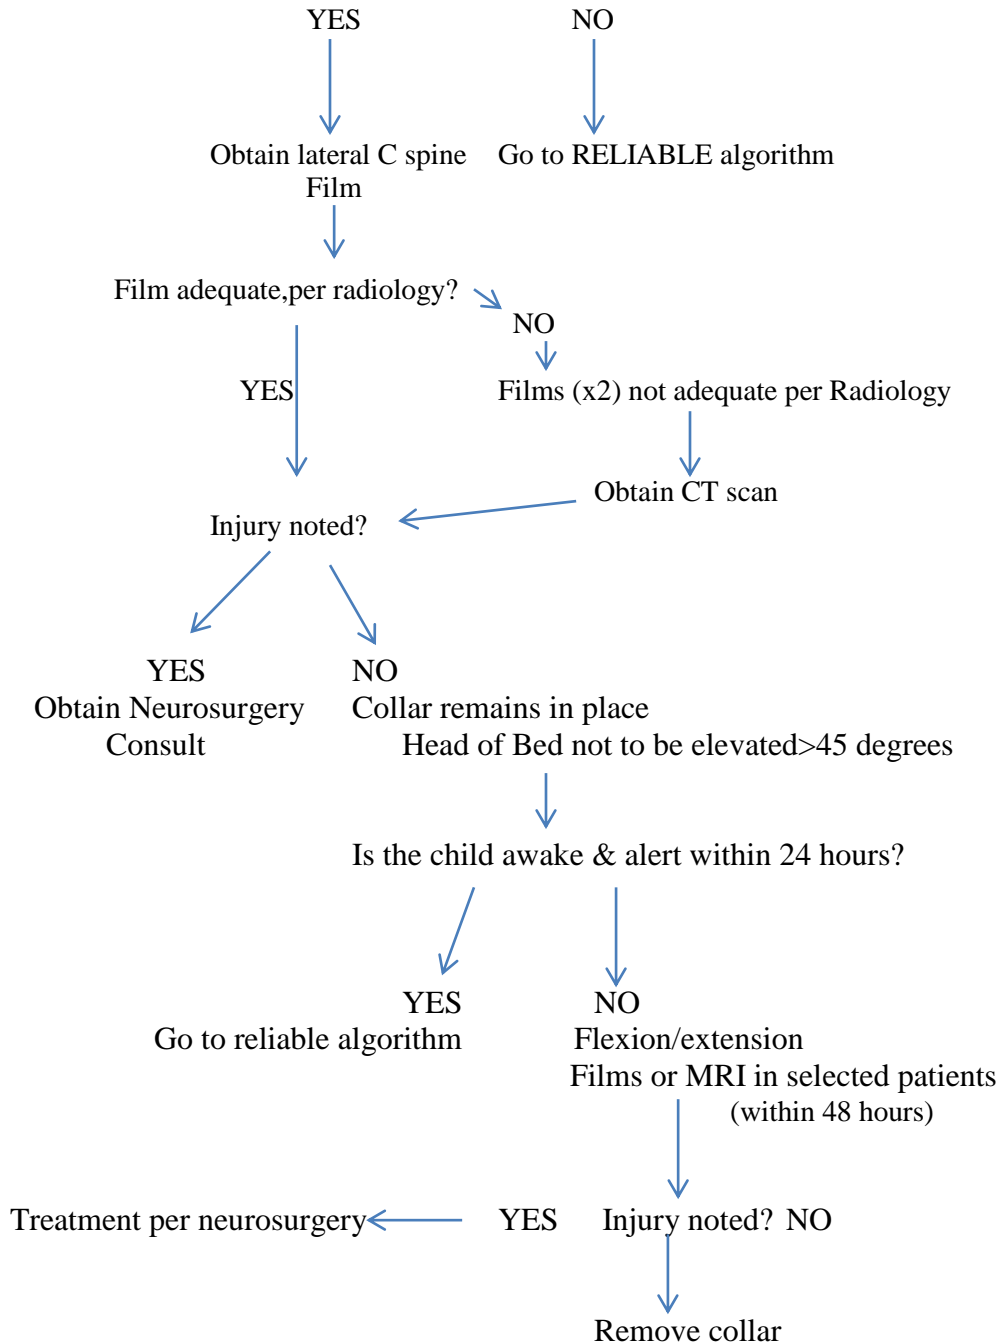 YES
NO
Obtain lateral C spine
Film
Go to RELIABLE algorithm
Film adequate,per radiology?
NO
YES
Films (x2) not adequate per Radiology
Obtain CT scan
Injury noted?
YES
Obtain Neurosurgery
Consult
NO
Collar remains in place
Head of Bed not to be elevated>45 degrees
Is the child awake & alert within 24 hours?
YES
Go to reliable algorithm
NO
Flexion/extension
Films or MRI in selected patients
(within 48 hours)
Treatment per neurosurgery
YES
Injury noted? NO
Remove collar